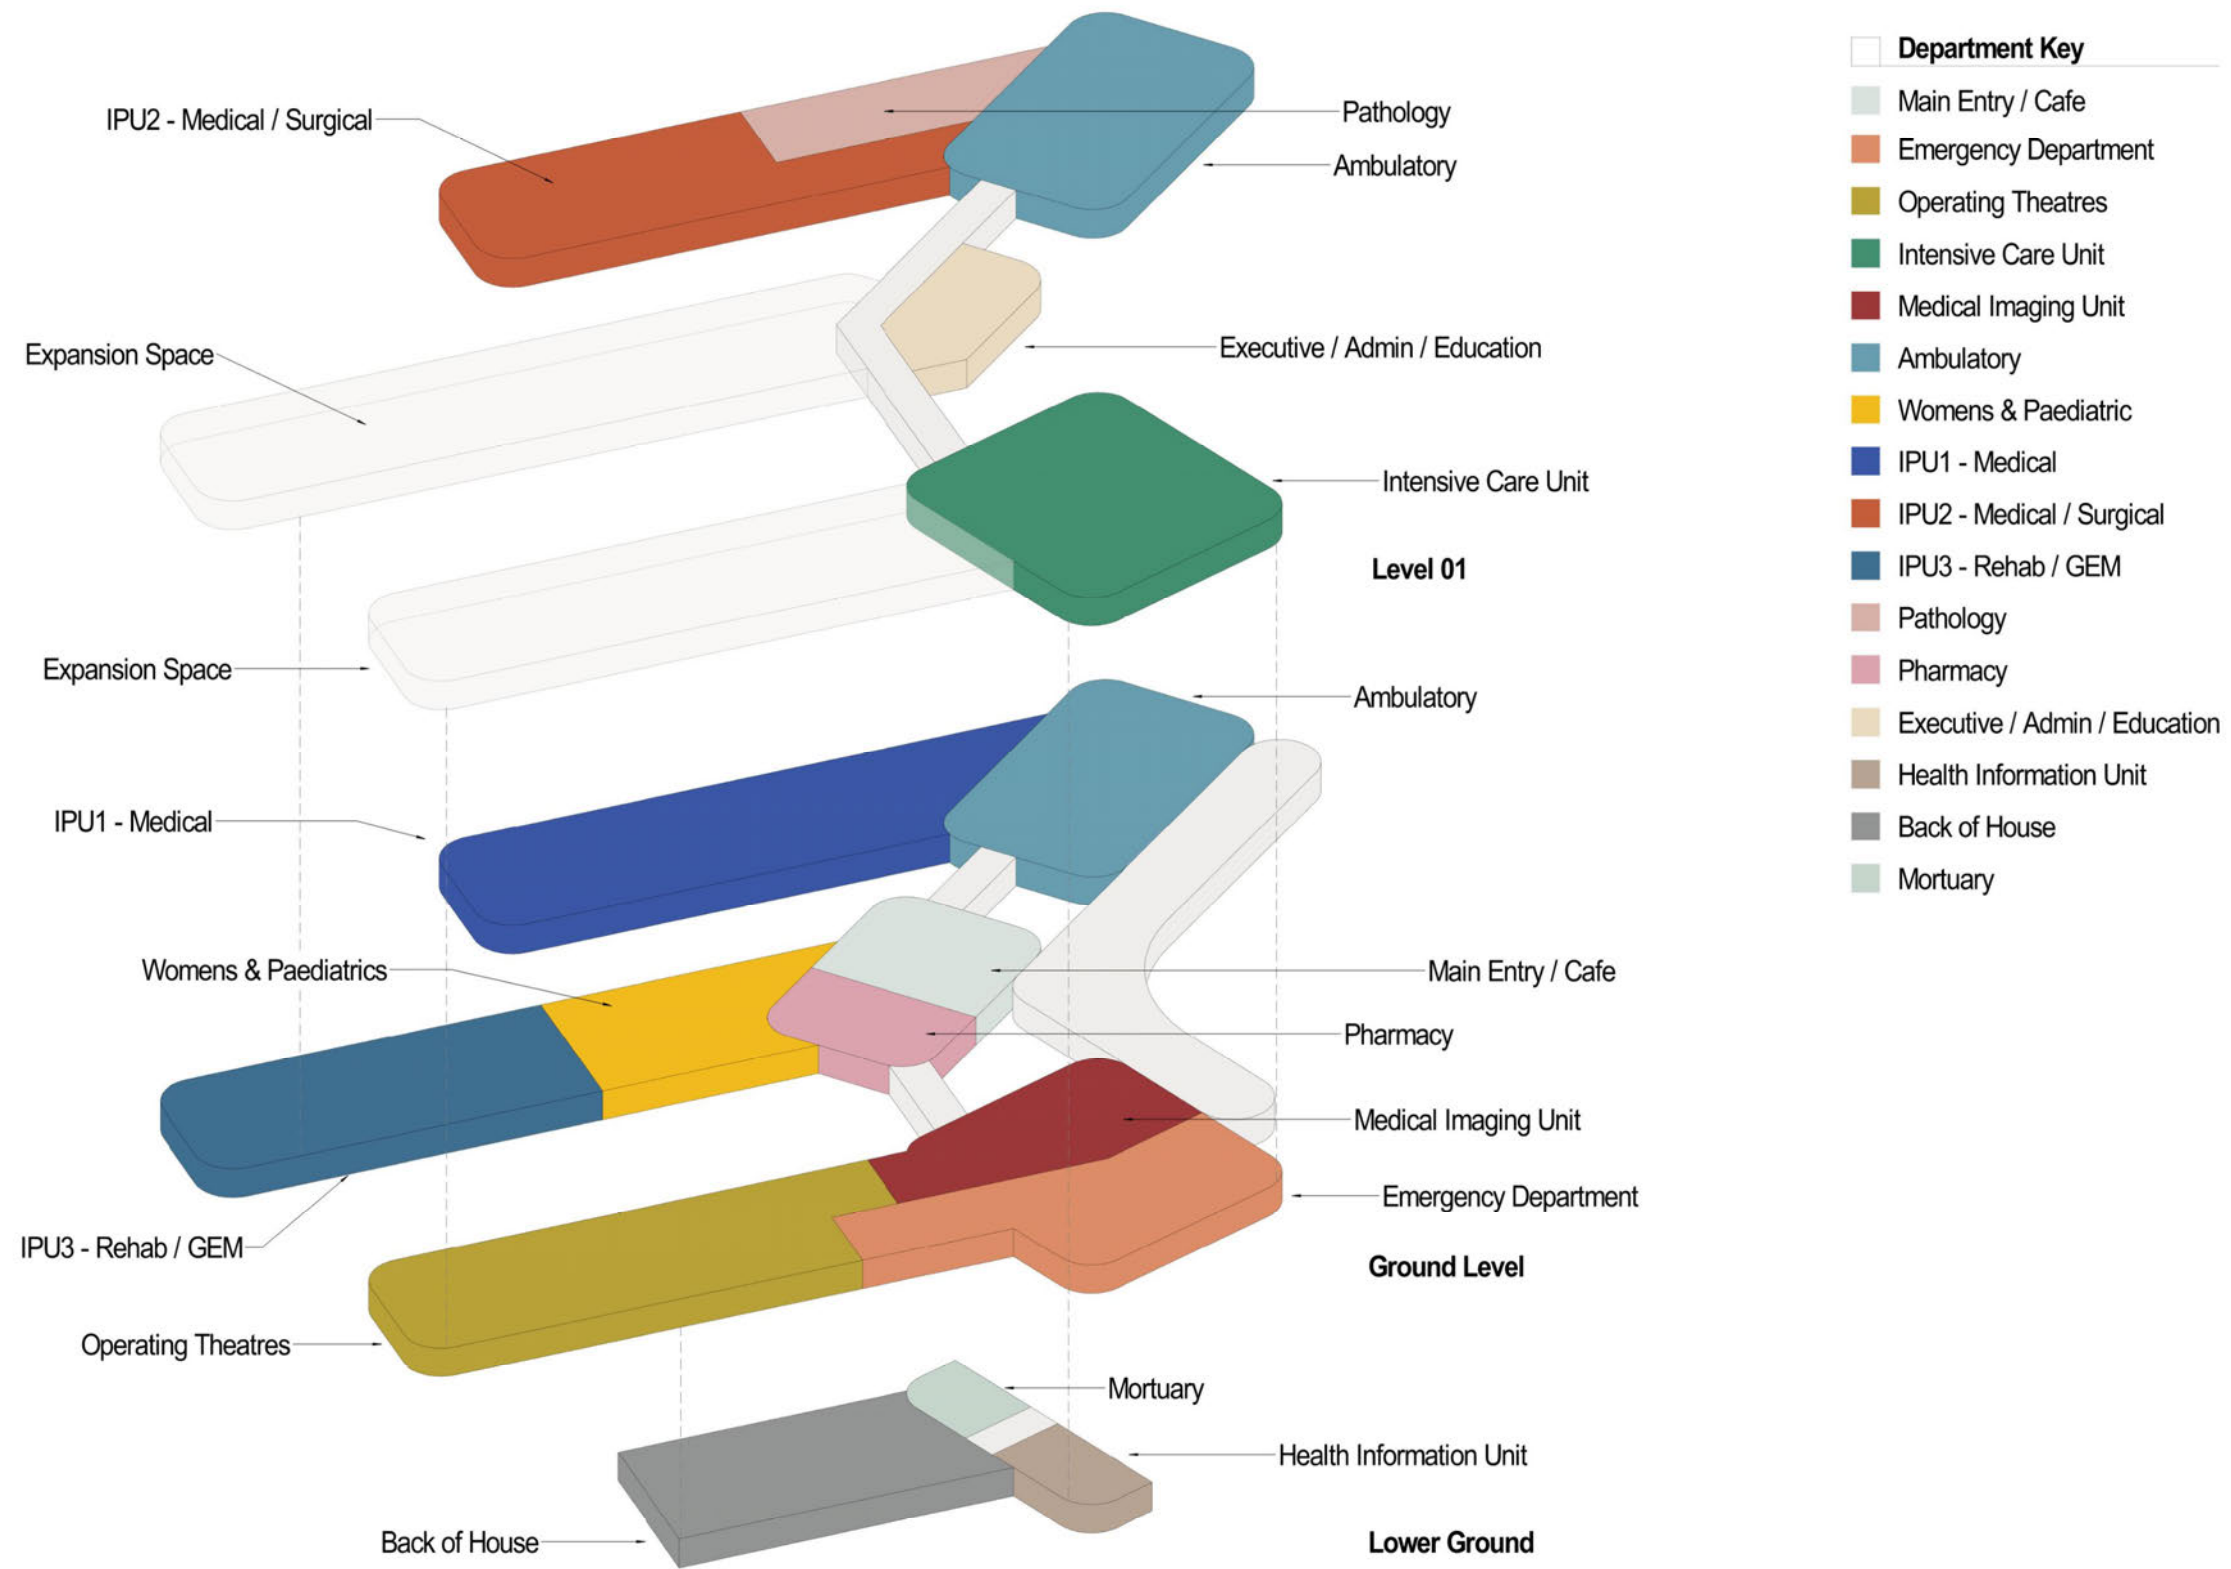 IPU2 - Medical / Surgical
Pathology
Ambulatory
Expansion Space
Executive / Admin / Education
Intensive Care Unit
Level 01
Expansion Space
Ambulatory
IPU1 - Medical
Womens & Paediatrics
Main Entry / Cafe
Pharmacy
Medical Imaging Unit
Emergency Department
IPU3 - Rehab / GEM
Ground Level
Operating Theatres
Mortuary
Health Information Unit
Back of House
Lower Ground
Department Key
Main Entry / Cafe
Emergency Department
Operating Theatres
Intensive Care Unit
Medical Imaging Unit
Ambulatory
Womens & Paediatric
IPU1 - Medical
IPU2 - Medical / Surgical
IPU3 - Rehab / GEM
Pathology
Pharmacy
Executive / Admin / Education
Health Information Unit
Back of House
Mortuary